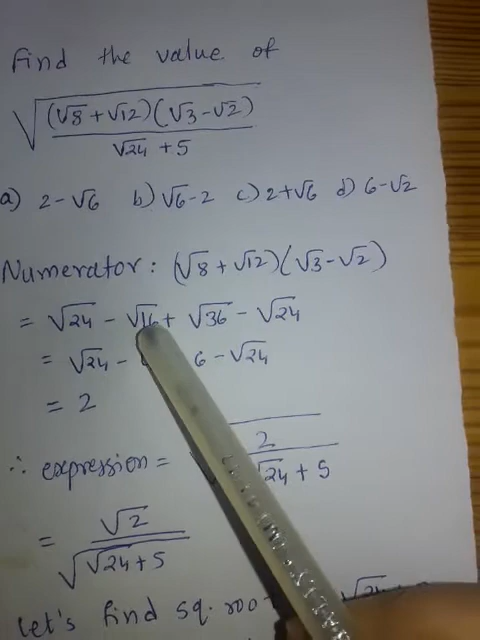 Find the value of
√((√8 + √12)(√3 - √2) / (√24 + 5))
a) 2 - √6 b) √6 - 2 c) 2 + √6 d) 6 - √2
Numerator : (√8 + √12)(√3 - √2)
= √24 - √16 + √36 - √24
= √24 - 6 - √24
= 2
∴ expression = 2 / √24 + 5
= √2 / √(√24 + 5)
Let's find sq. root